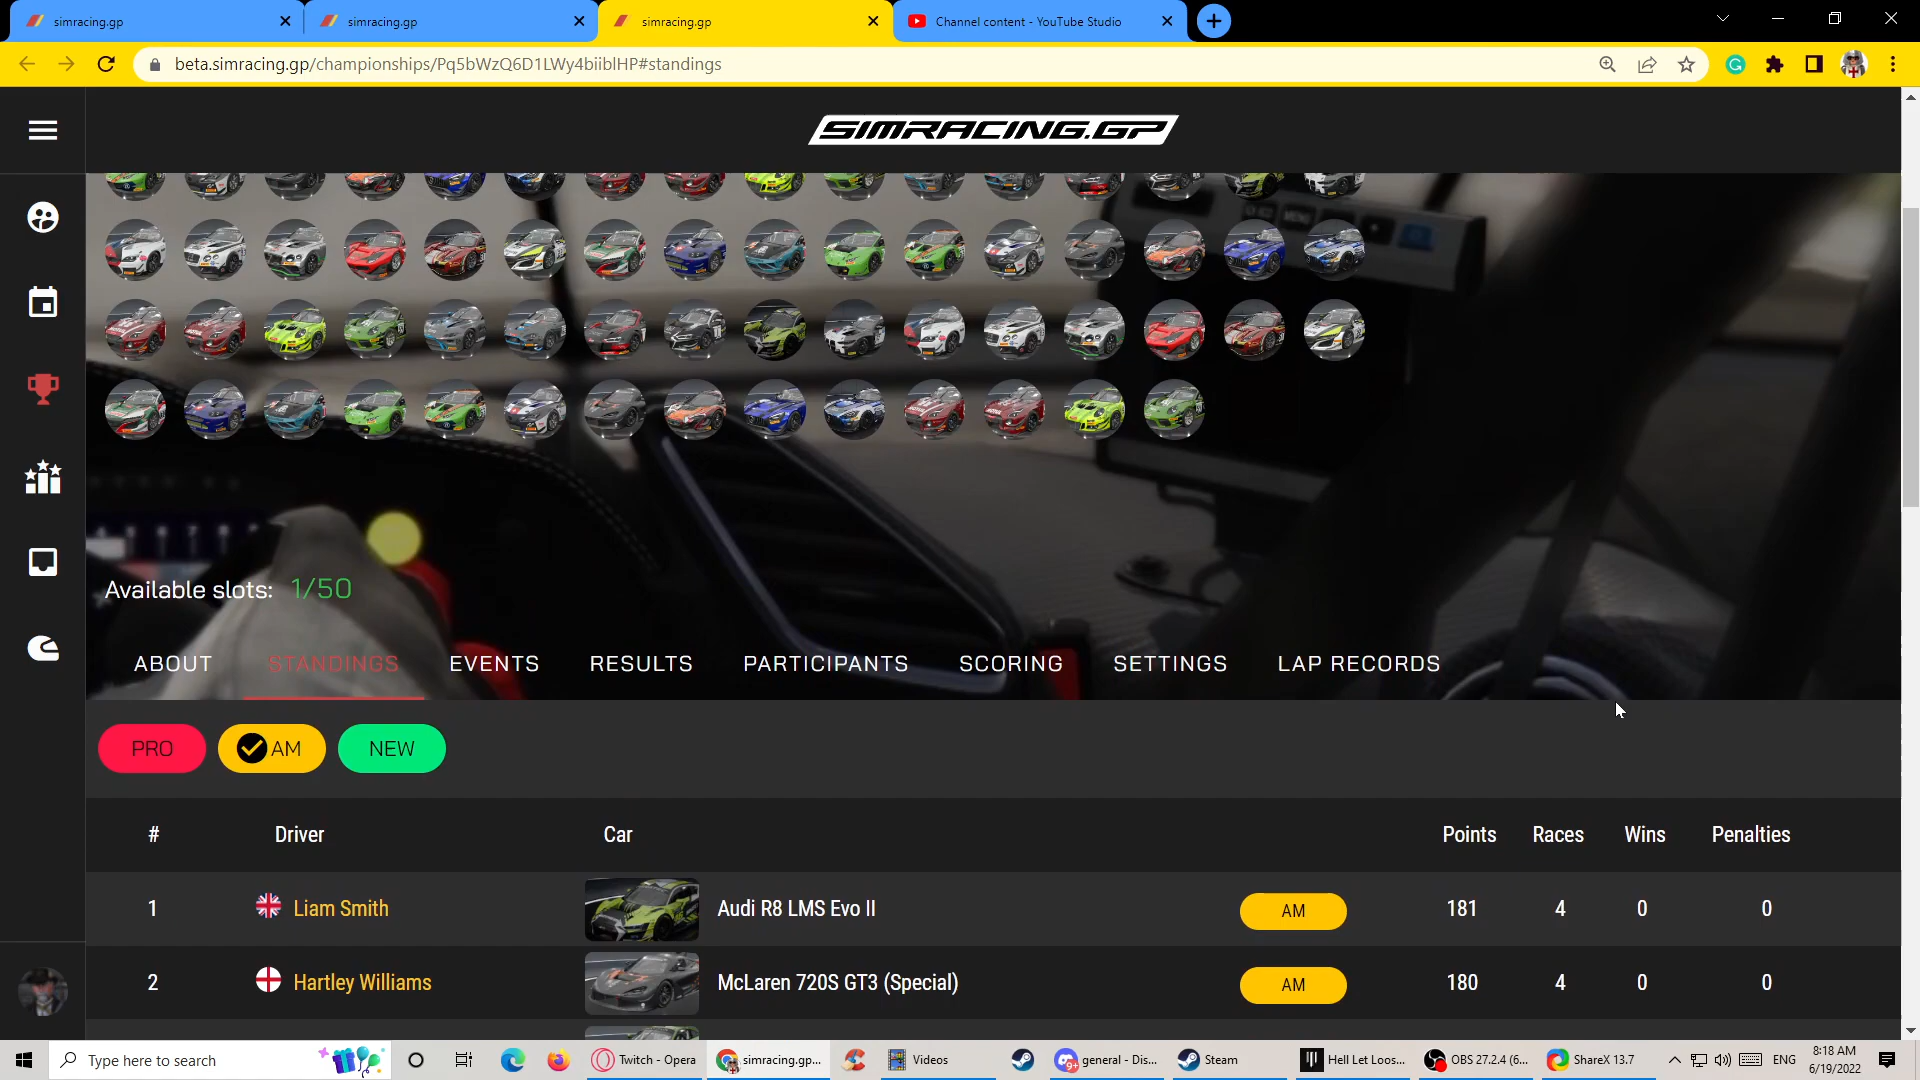 simracing.gp
simracing.gp
simracing.gp
Channel content - YouTube Studio
beta.simracing.gp/championships/Pq5bWzQ6D1LWy4biiblHP#standings
SIMRACING.GP
Available slots: 1/50
ABOUT STANDINGS EVENTS RESULTS PARTICIPANTS SCORING SETTINGS LAP RECORDS
PRO AM NEW
# Driver Car Points Races Wins Penalties
1 Liam Smith Audi R8 LMS Evo II AM 181 4 0 0
2 Hartley Williams McLaren 720S GT3 (Special) AM 180 4 0 0
Type here to search
Twitch - Opera
simracing.gp...
Videos
general - Dis...
Steam
Hell Let Loos...
OBS 27.2.4 (6...
ShareX 13.7
ENG
8:18 AM
6/19/2022